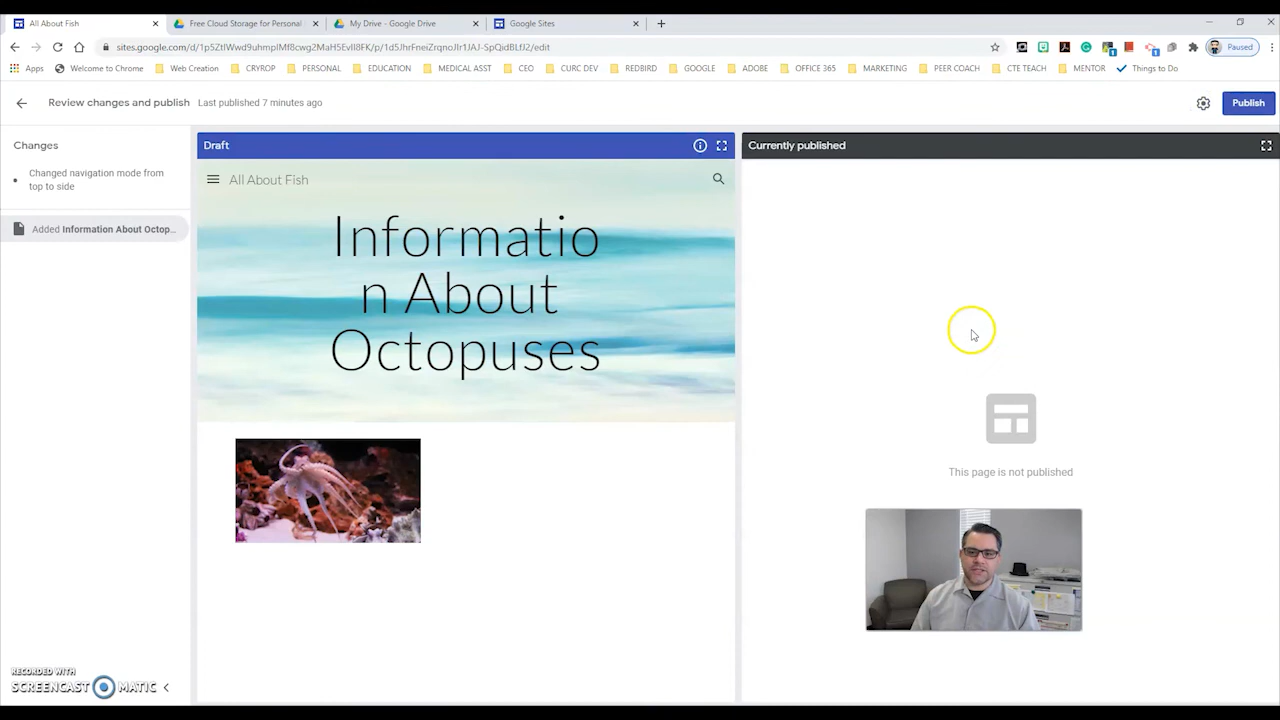 All About Fish
Free Cloud Storage for Personal
My Drive - Google Drive
Google Sites
sites.google.com/d/1p5ZtlWwd9uhmpIMf8cwg2MaH5EvlI8FK/p/1d5JhrFneiZrqnoJIr1JAJ-SpQidBLfJ2/edit
Paused
Apps
Welcome to Chrome
Web Creation
CRYROP
PERSONAL
EDUCATION
MEDICAL ASST
CEO
CURC DEV
REDBIRD
GOOGLE
ADOBE
OFFICE 365
MARKETING
PEER COACH
CTE TEACH
MENTOR
Things to Do
Review changes and publish
Last published 7 minutes ago
Publish
Changes
Changed navigation mode from
top to side
Added Information About Octop...
Draft
All About Fish
Informatio
n About
Octopuses
Currently published
This page is not published
RECORDED WITH
SCREENCAST MATIC